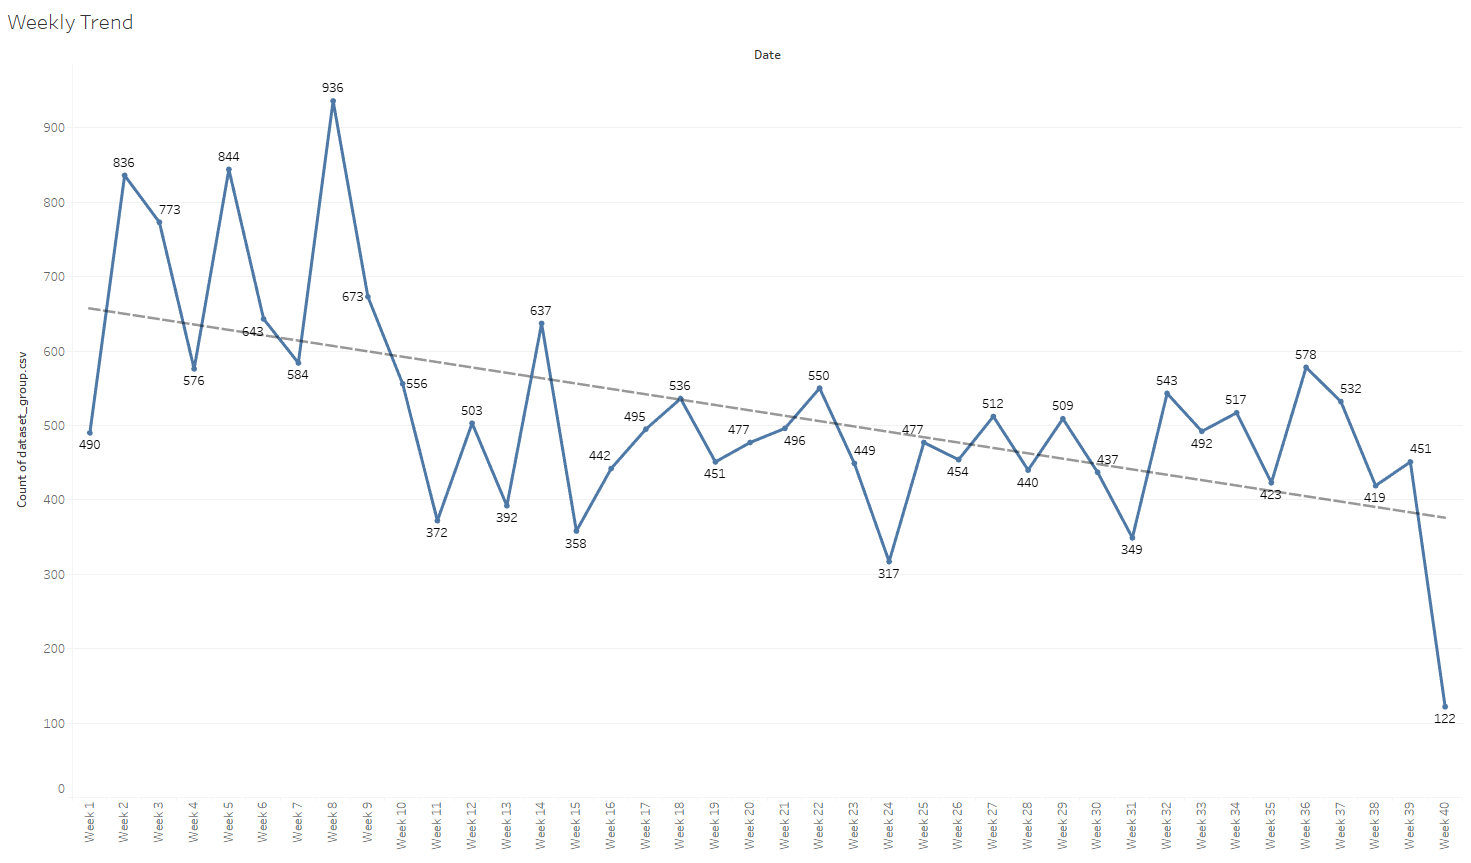 Weekly Trend
Date
Count of dataset_group.csv
900
800
700
600
500
400
300
200
100
0
490
836
773
576
844
643
584
936
673
556
372
503
392
637
358
442
495
536
451
477
496
550
449
317
477
454
512
440
509
437
349
543
492
517
423
578
532
419
451
122
Week 1
Week 2
Week 3
Week 4
Week 5
Week 6
Week 7
Week 8
Week 9
Week 10
Week 11
Week 12
Week 13
Week 14
Week 15
Week 16
Week 17
Week 18
Week 19
Week 20
Week 21
Week 22
Week 23
Week 24
Week 25
Week 26
Week 27
Week 28
Week 29
Week 30
Week 31
Week 32
Week 33
Week 34
Week 35
Week 36
Week 37
Week 38
Week 39
Week 40